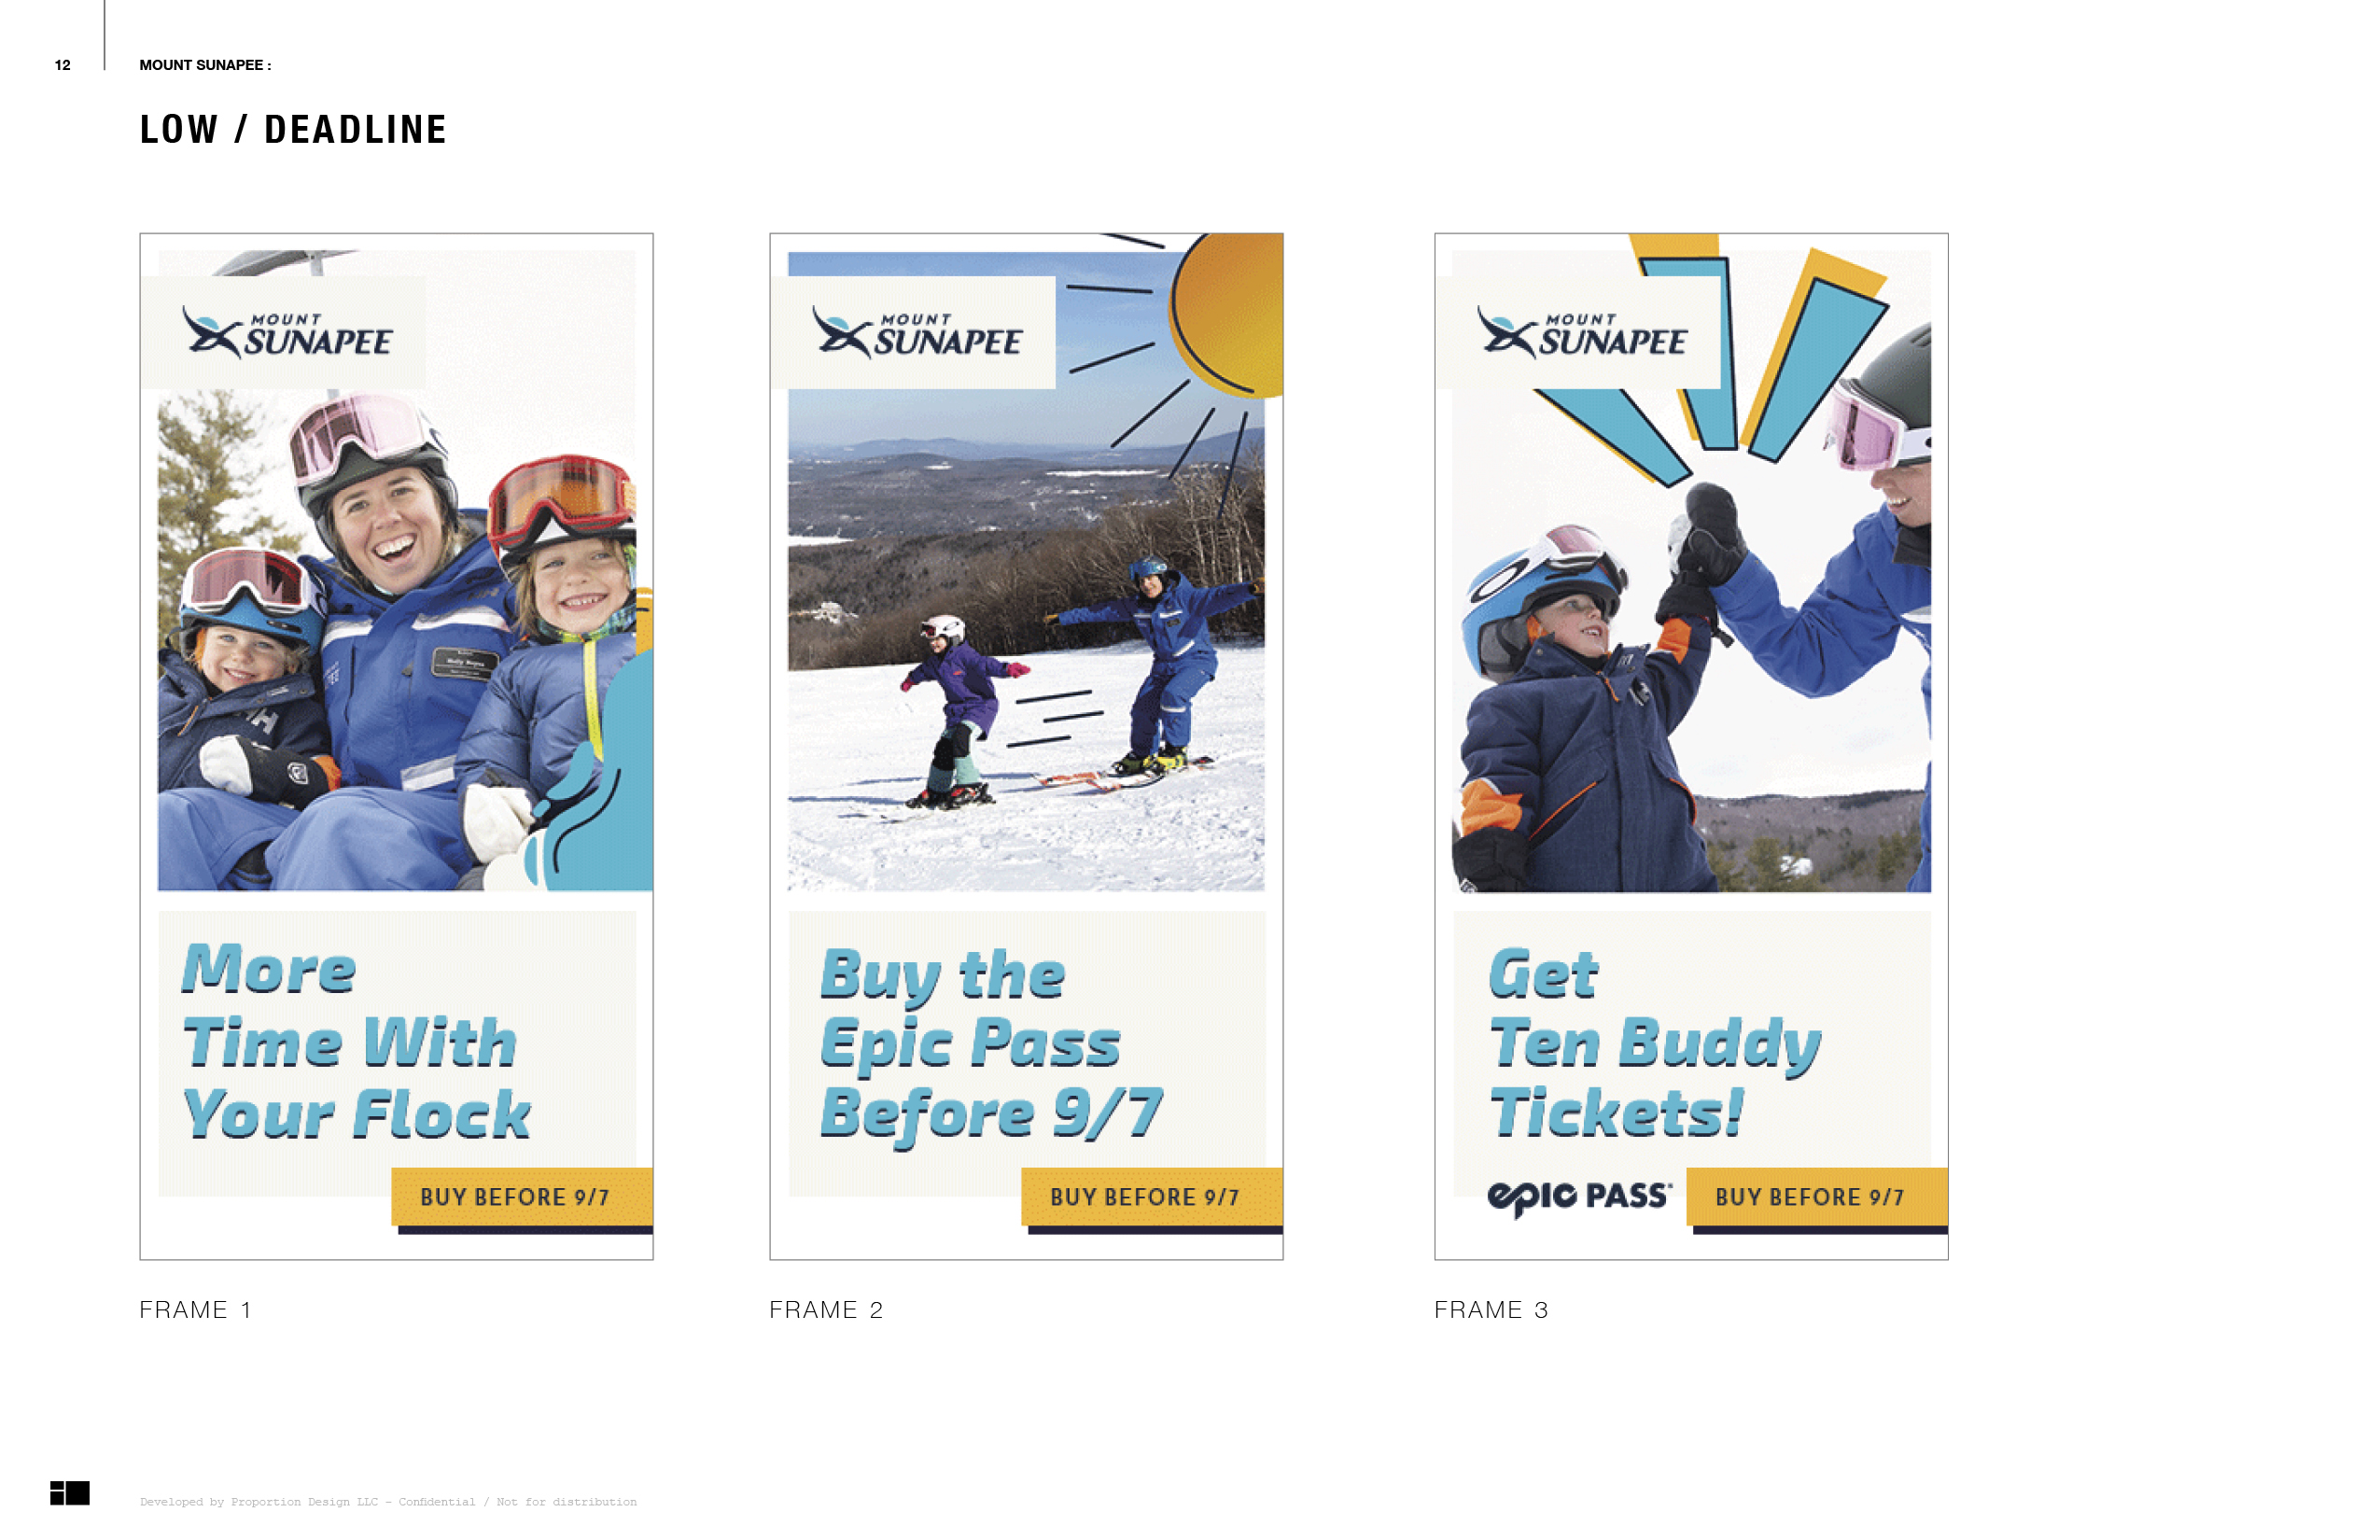 12
MOUNT SUNAPEE :
LOW / DEADLINE
MOUNT
SUNAPEE
More
Time With
Your Flock
BUY BEFORE 9/7
FRAME 1
MOUNT
SUNAPEE
Buy the
Epic Pass
Before 9/7
BUY BEFORE 9/7
FRAME 2
MOUNT
SUNAPEE
Get
Ten Buddy
Tickets!
epic PASS
BUY BEFORE 9/7
FRAME 3
Developed by Proportion Design LLC – Confidential / Not for distribution